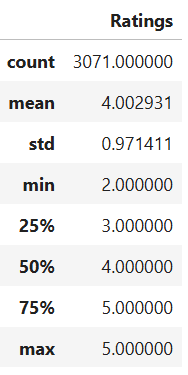 Ratings
count 3071.000000
mean 4.002931
std 0.971411
min 2.000000
25% 3.000000
50% 4.000000
75% 5.000000
max 5.000000